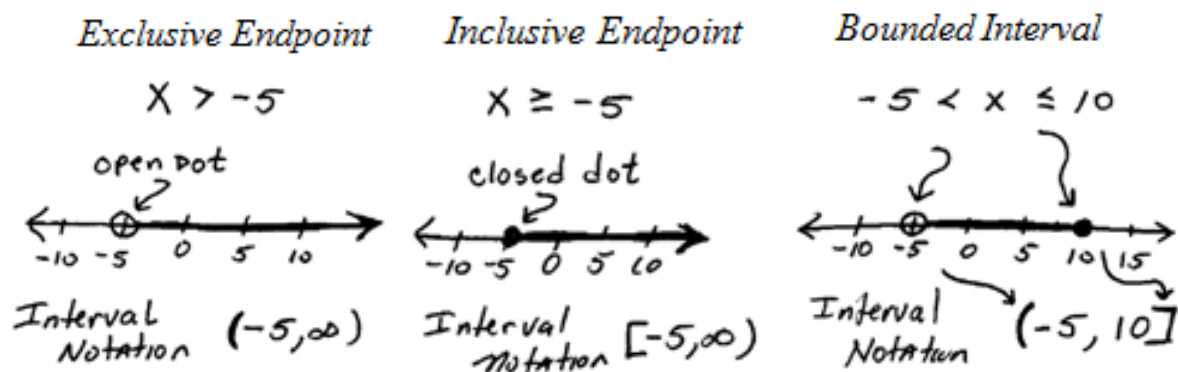 Exclusive Endpoint
X > -5
open Dot
-10 -5 0 5 10
Interval
Notation (-5,∞)
Inclusive Endpoint
X ≥ -5
closed dot
-10 -5 0 5 10
Interval
Notation [-5,∞)
Bounded Interval
-5 < x ≤ 10
-10 -5 0 5 10 15
Interval
Notation (-5, 10]